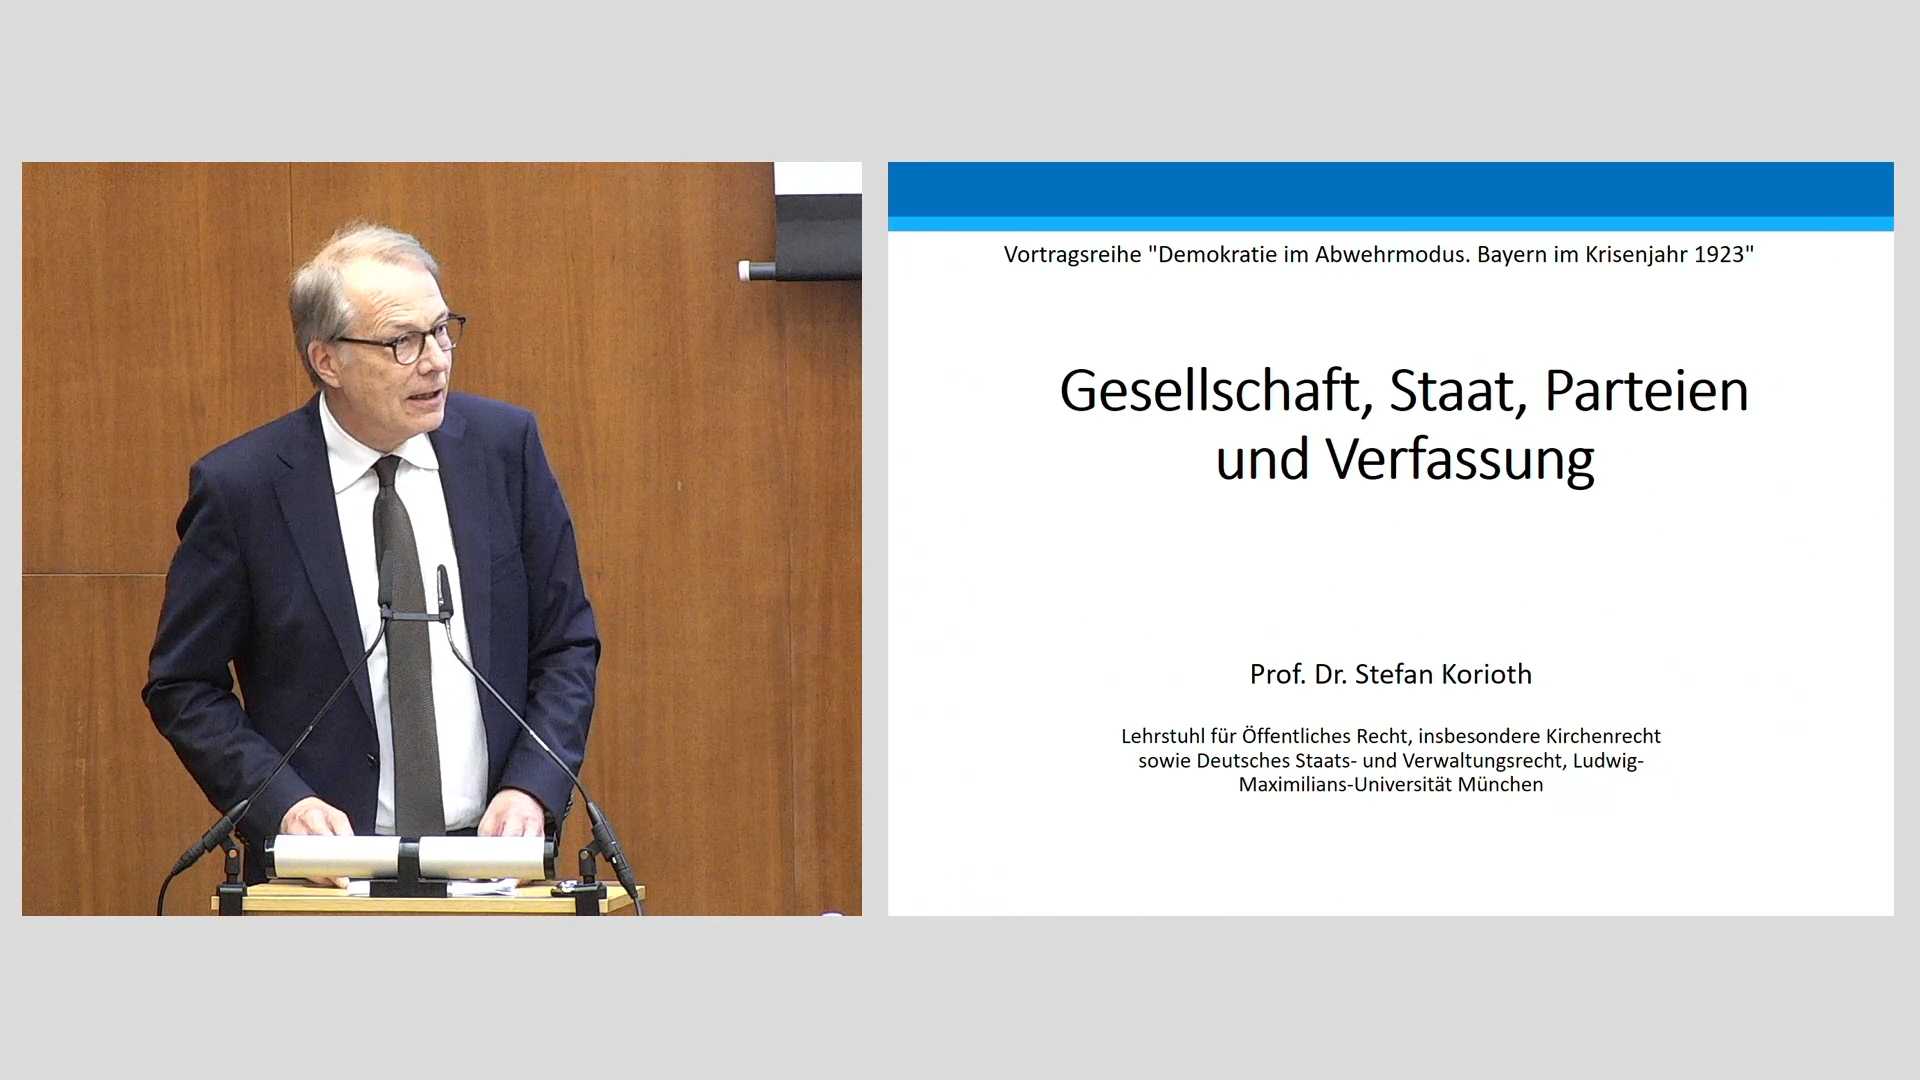 Vortragsreihe "Demokratie im Abwehrmodus. Bayern im Krisenjahr 1923"
Gesellschaft, Staat, Parteien
und Verfassung
Prof. Dr. Stefan Korioth
Lehrstuhl für Öffentliches Recht, insbesondere Kirchenrecht
sowie Deutsches Staats- und Verwaltungsrecht, Ludwig-
Maximilians-Universität München